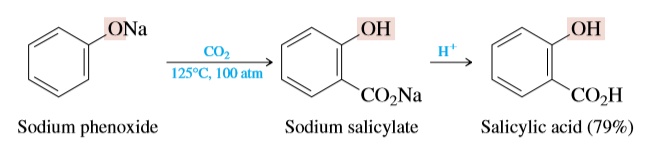 ONa
CO₂
125°C, 100 atm
OH
CO₂Na
H⁺
OH
CO₂H
Sodium phenoxide
Sodium salicylate
Salicylic acid (79%)